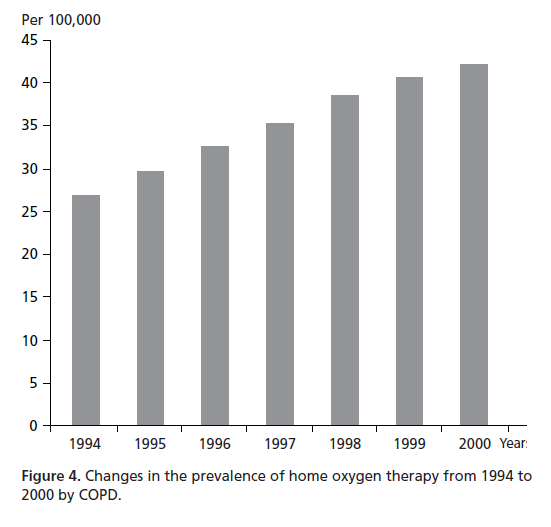 Per 100,000
45
40
35
30
25
20
15
10
5
0
1994 1995 1996 1997 1998 1999 2000 Year
Figure 4. Changes in the prevalence of home oxygen therapy from 1994 to
2000 by COPD.